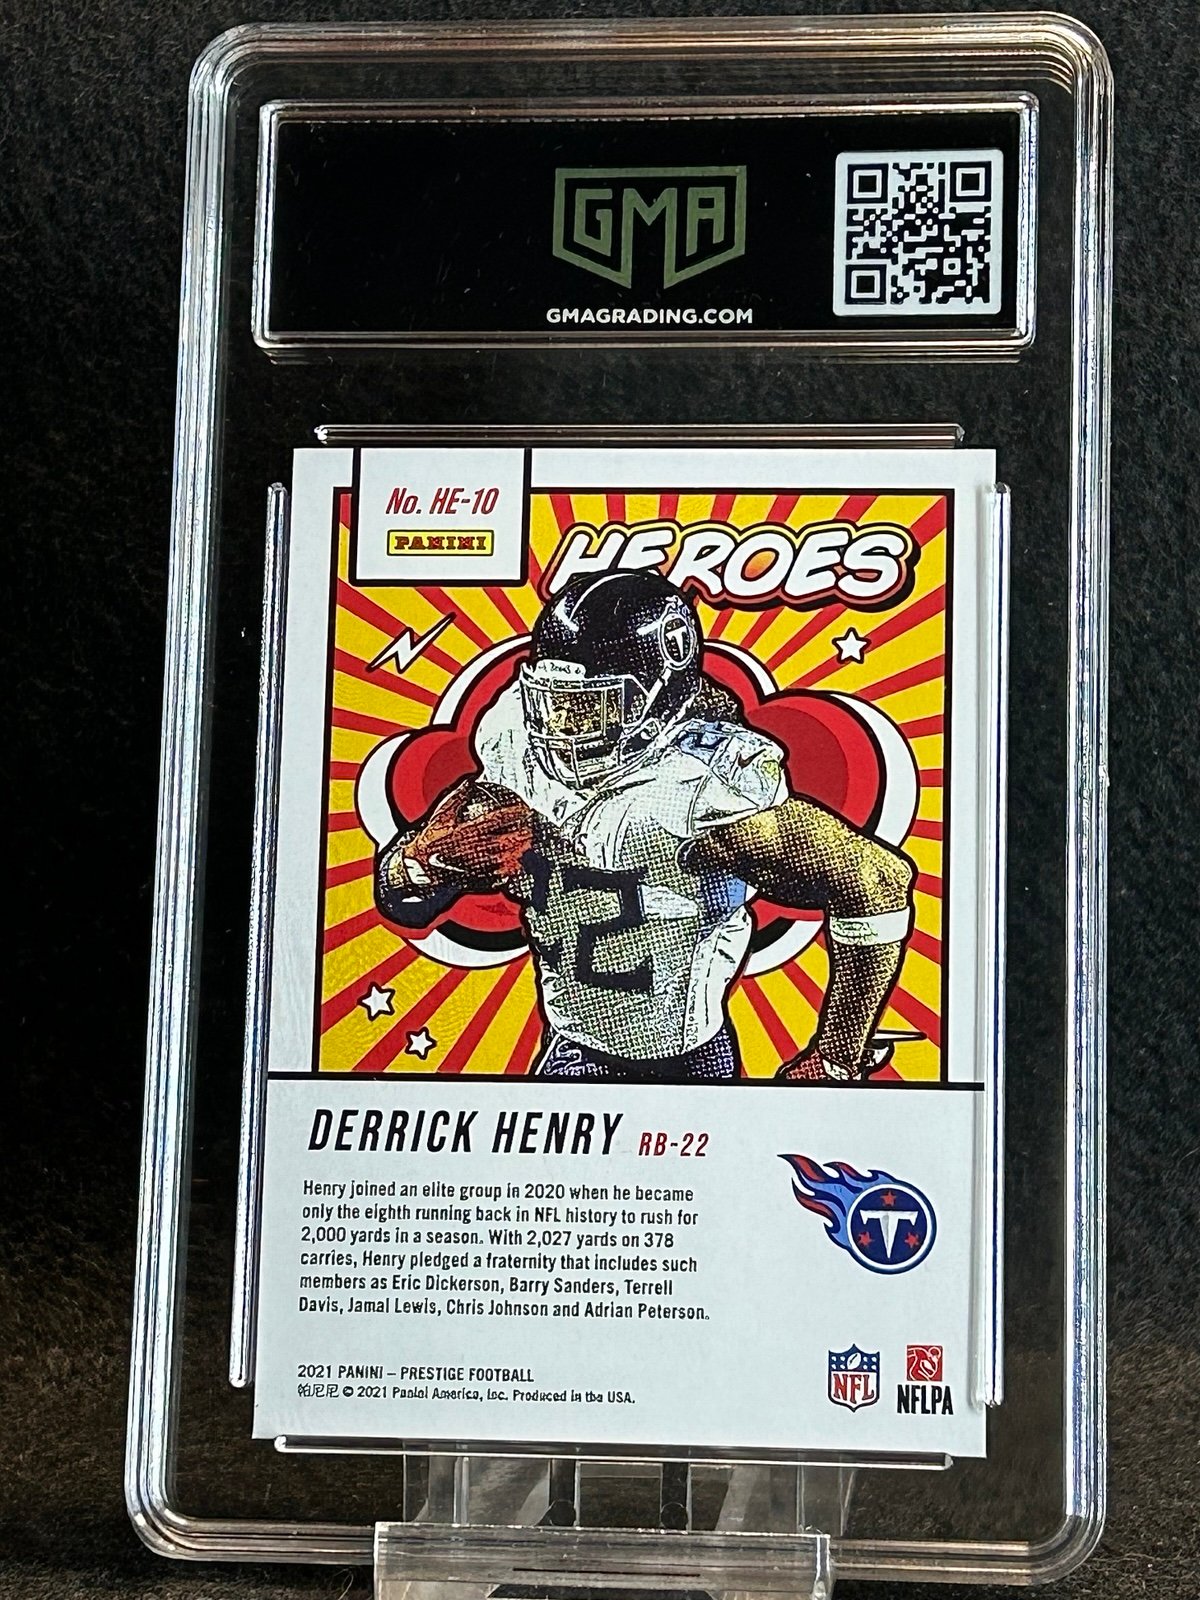 GMA
GMAGRADING.COM
No. HE-10
PANINI
HEROES
22
DERRICK HENRY RB-22
Henry joined an elite group in 2020 when he became
only the eighth running back in NFL history to rush for
2,000 yards in a season. With 2,027 yards on 378
carries, Henry pledged a fraternity that includes such
members as Eric Dickerson, Barry Sanders, Terrell
Davis, Jamal Lewis, Chris Johnson and Adrian Peterson.
T
2021 PANINI – PRESTIGE FOOTBALL
帕尼尼 © 2021 Panini America, Inc. Produced in the USA.
NFL
NFLPA